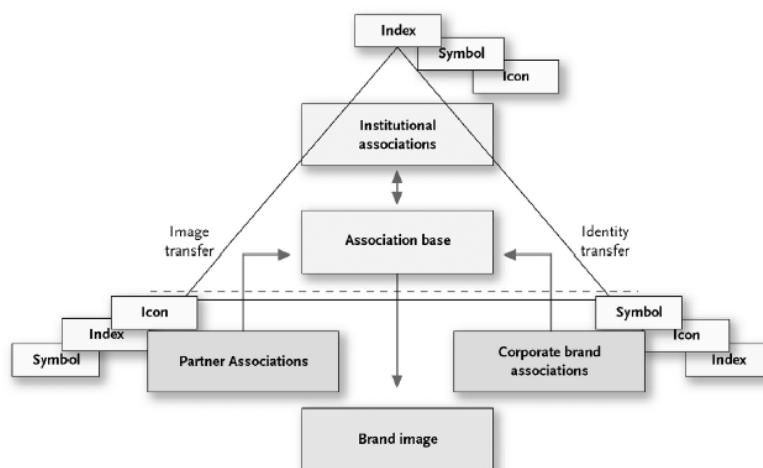 Index
Symbol
Icon
Institutional
associations
Image
transfer
Association base
Identity
transfer
Icon
Index
Symbol
Partner Associations
Symbol
Icon
Index
Corporate brand
associations
Brand image